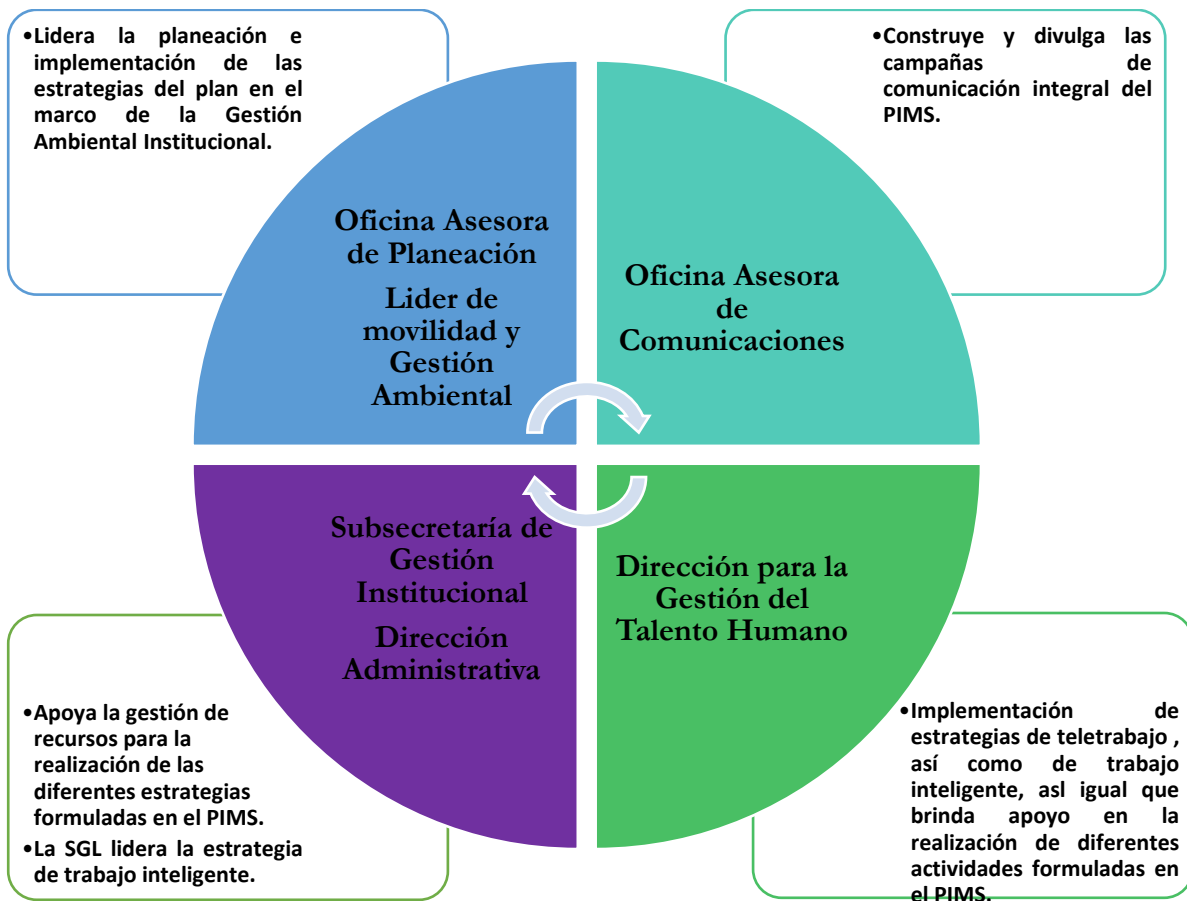 •Lidera la planeación e
implementación de las
estrategias del plan en el
marco de la Gestión
Ambiental Institucional.
•Construye y divulga las
campañas de
comunicación integral del
PIMS.
Oficina Asesora
de Planeación
Lider de
movilidad y
Gestión
Ambiental
Oficina Asesora
de
Comunicaciones
Subsecretaría de
Gestión
Institucional
Dirección
Administrativa
Dirección para la
Gestión del
Talento Humano
•Apoya la gestión de
recursos para la
realización de las
diferentes estrategias
formuladas en el PIMS.
•La SGL lidera la estrategia
de trabajo inteligente.
•Implementación de
estrategias de teletrabajo ,
así como de trabajo
inteligente, asl igual que
brinda apoyo en la
realización de diferentes
actividades formuladas en
el PIMS.